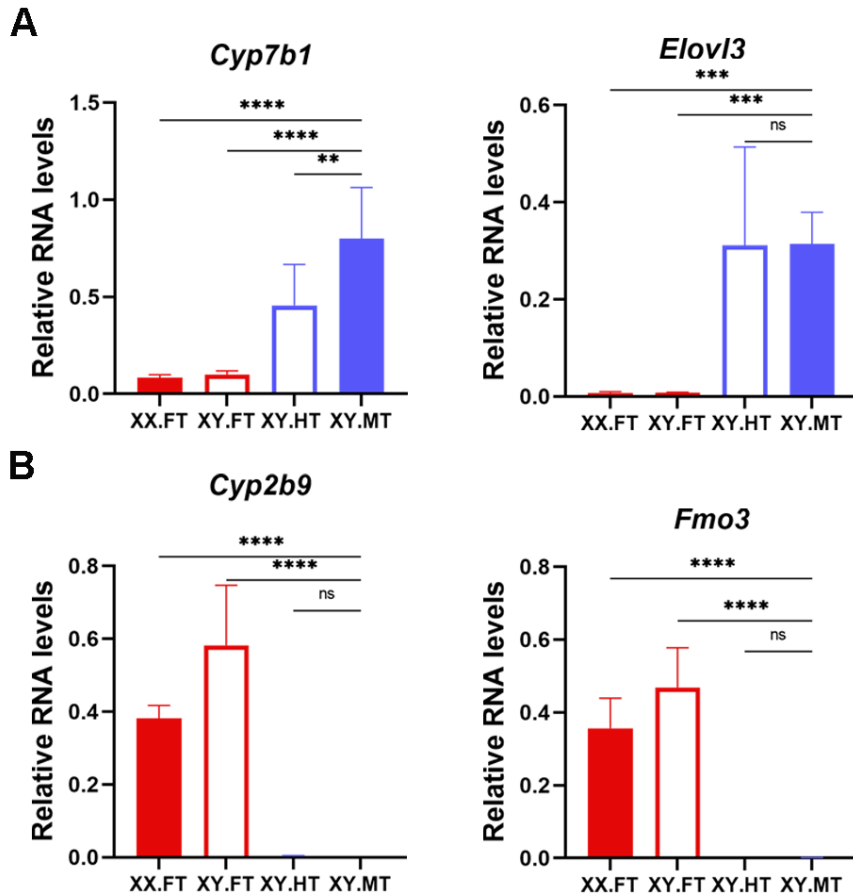 A
Cyp7b1
Relative RNA levels
1.5
1.0
0.5
0.0
****
****
**
XX.FT XY.FT XY.HT XY.MT
Elovl3
Relative RNA levels
0.6
0.4
0.2
0.0
***
***
ns
XX.FT XY.FT XY.HT XY.MT
B
Cyp2b9
Relative RNA levels
0.8
0.6
0.4
0.2
0.0
****
****
ns
XX.FT XY.FT XY.HT XY.MT
Fmo3
Relative RNA levels
0.8
0.6
0.4
0.2
0.0
****
****
ns
XX.FT XY.FT XY.HT XY.MT